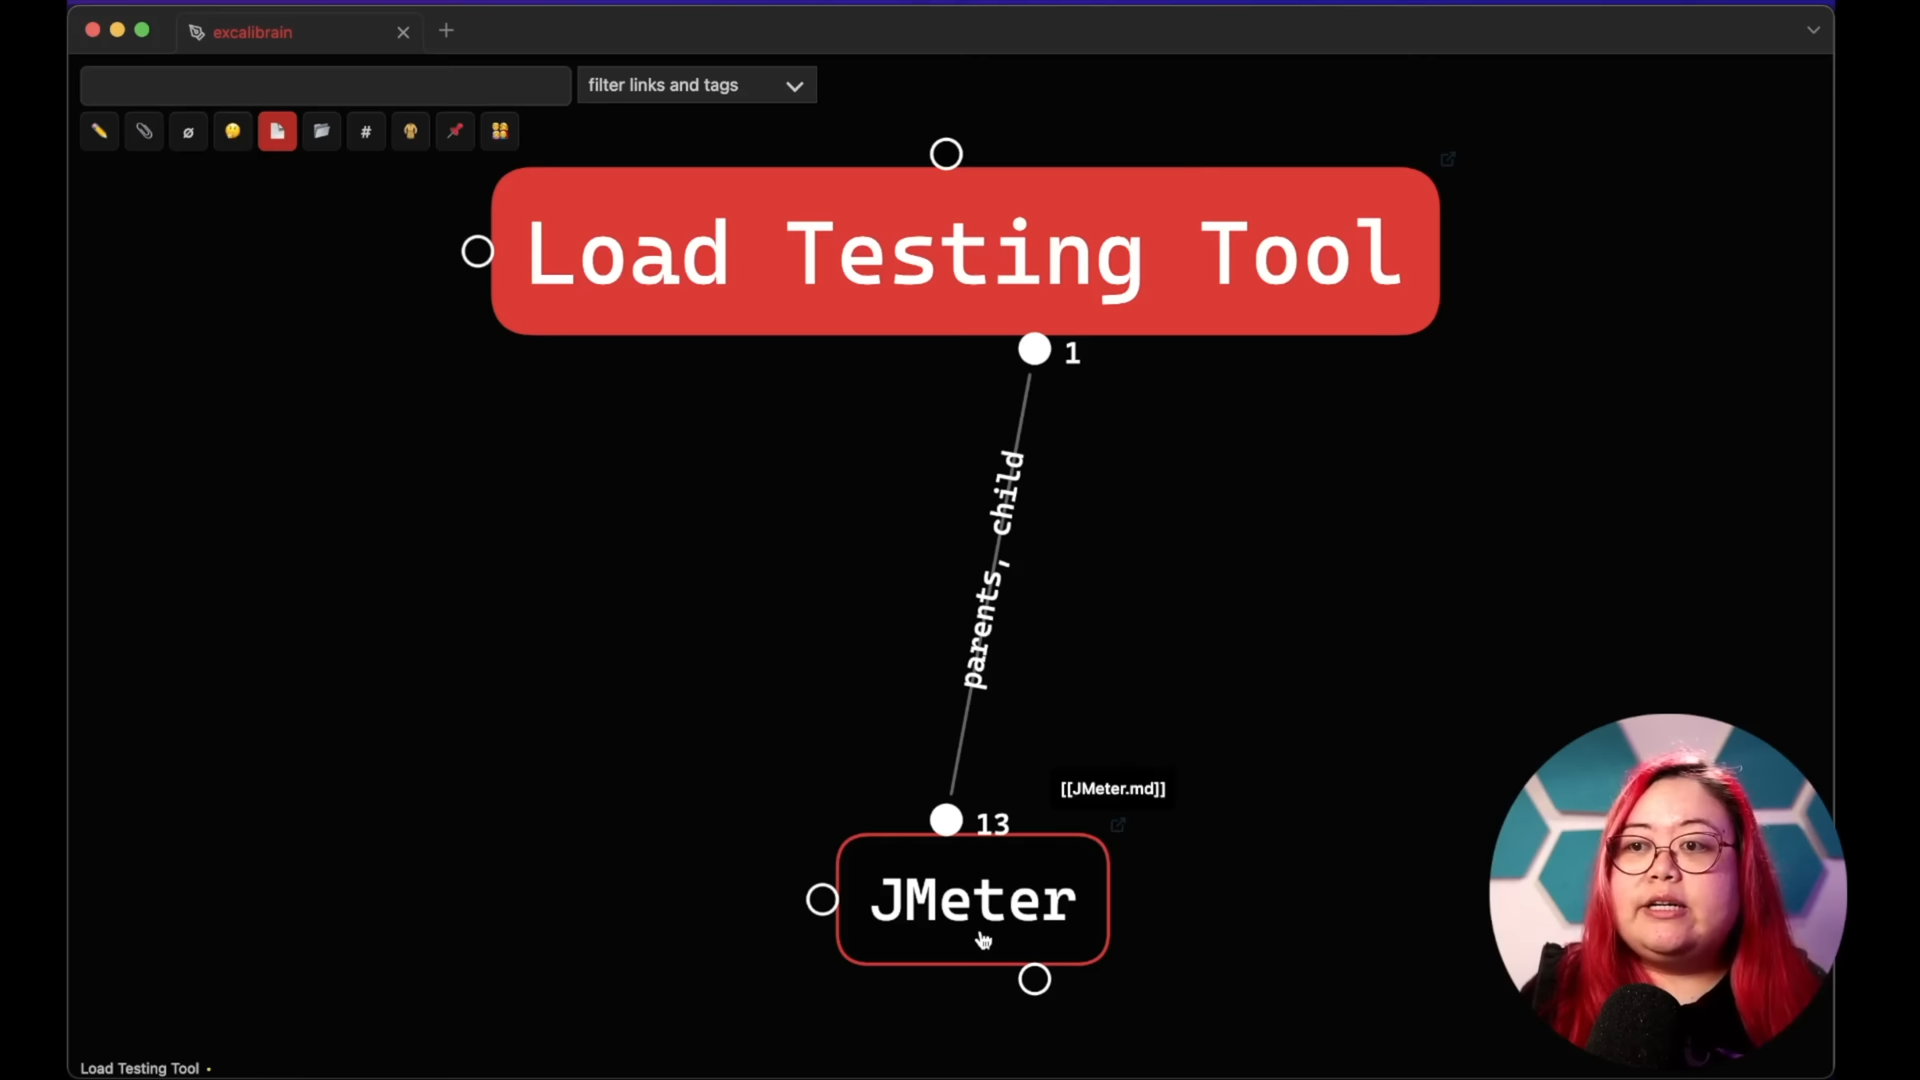 excalibrain
filter links and tags
#
Load Testing Tool
1
parents, child
[[JMeter.md]]
13
JMeter
Load Testing Tool •